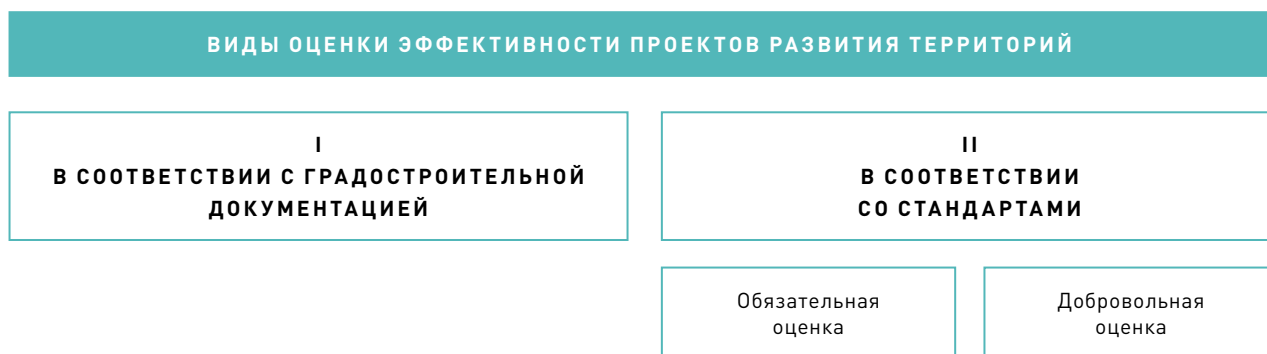 ВИДЫ ОЦЕНКИ ЭФФЕКТИВНОСТИ ПРОЕКТОВ РАЗВИТИЯ ТЕРРИТОРИЙ
I
В СООТВЕТСТВИИ С ГРАДОСТРОИТЕЛЬНОЙ
ДОКУМЕНТАЦИЕЙ
II
В СООТВЕТСТВИИ
СО СТАНДАРТАМИ
Обязательная
оценка
Добровольная
оценка